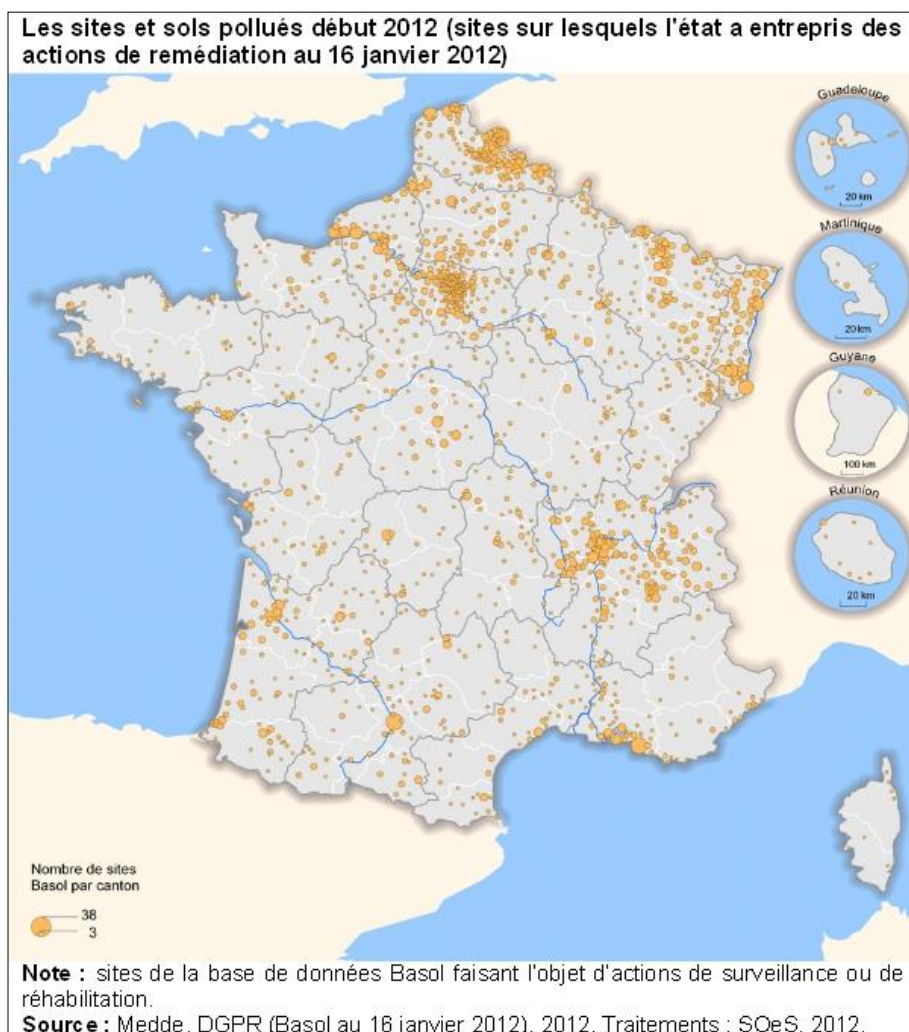 Les sites et sols pollués début 2012 (sites sur lesquels l'état a entrepris des
actions de remédiation au 16 janvier 2012)
Guadeloupe
20 km
Martinique
20 km
Guyane
100 km
Réunion
20 km
Nombre de sites
Basol par canton
38
3
Note : sites de la base de données Basol faisant l'objet d'actions de surveillance ou de
réhabilitation.
Source : Medde, DGPR (Basol au 16 janvier 2012), 2012. Traitements : SOeS, 2012.